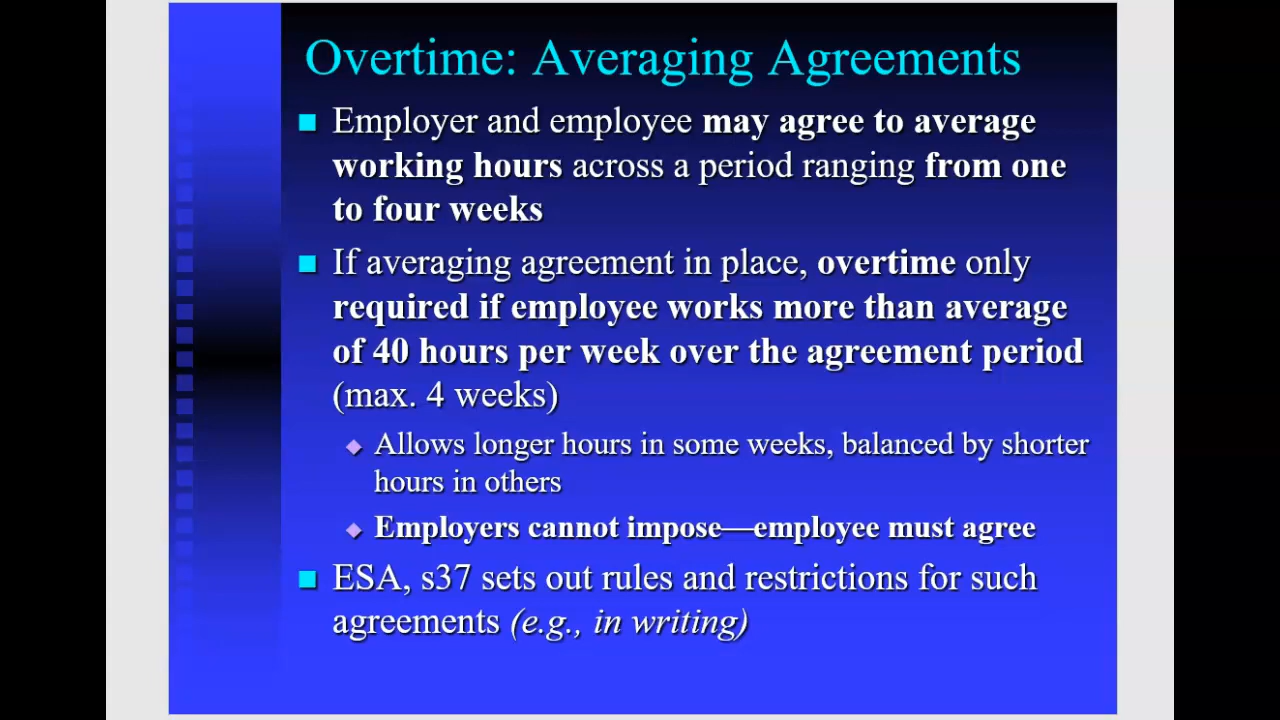 Overtime: Averaging Agreements
Employer and employee may agree to average
working hours across a period ranging from one
to four weeks
If averaging agreement in place, overtime only
required if employee works more than average
of 40 hours per week over the agreement period
(max. 4 weeks)
Allows longer hours in some weeks, balanced by shorter
hours in others
Employers cannot impose—employee must agree
ESA, s37 sets out rules and restrictions for such
agreements (e.g., in writing)